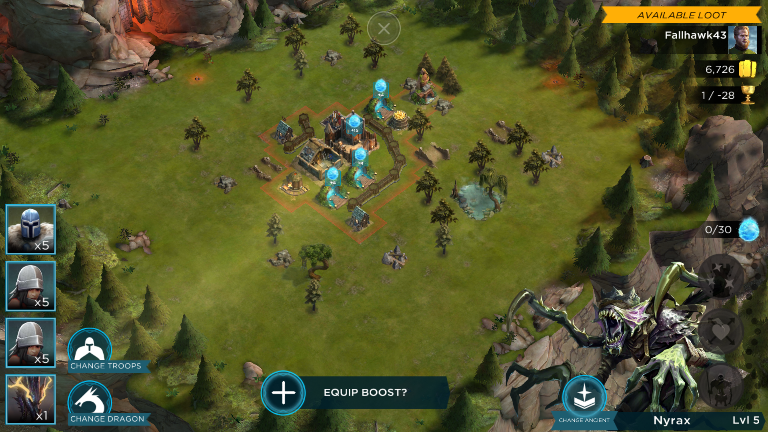 AVAILABLE LOOT
Fallhawk43
6,726
1 / -28
0/30
x5
x5
x5
x1
CHANGE TROOPS
CHANGE DRAGON
EQUIP BOOST?
CHANGE ANCIENT
Nyrax
Lvl 5